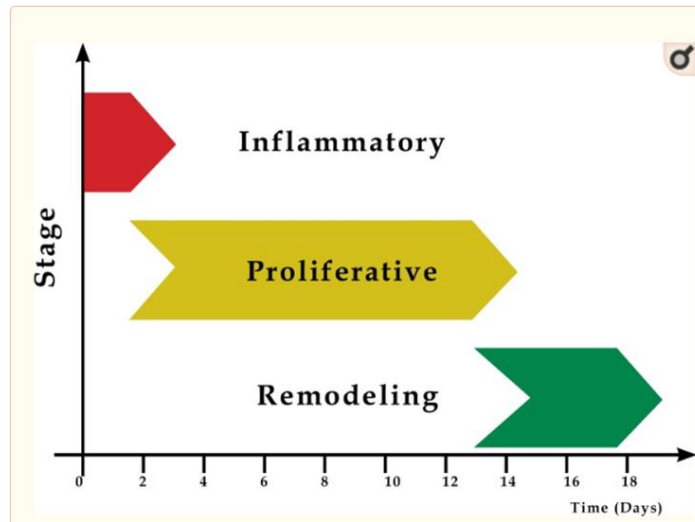 Stage
Inflammatory
Proliferative
Remodeling
0 2 4 6 8 10 12 14 16 18
Time (Days)